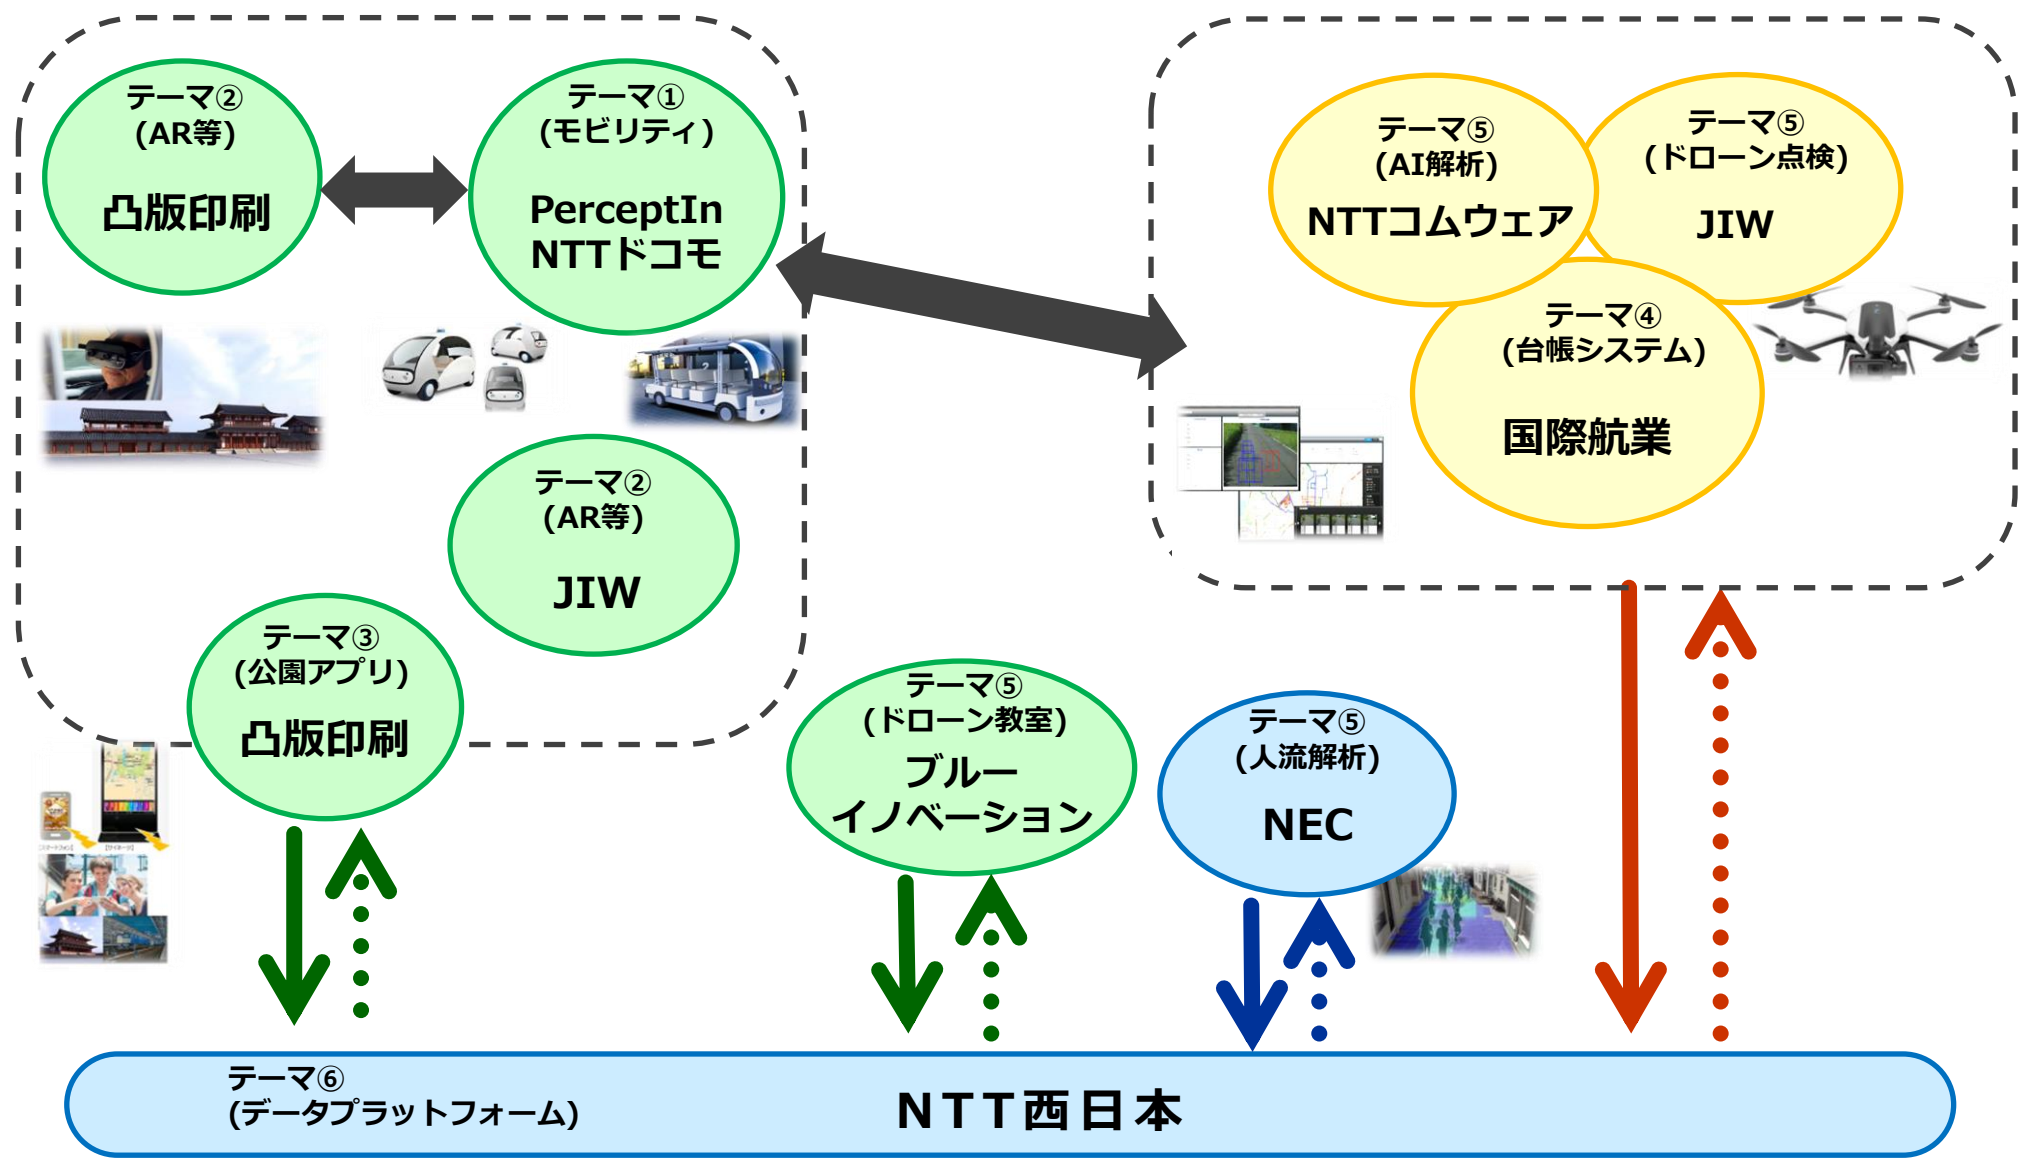 テーマ②
(AR等)
凸版印刷
テーマ①
(モビリティ)
PerceptIn
NTTドコモ
テーマ⑤
(AI解析)
NTTコムウェア
テーマ⑤
(ドローン点検)
JIW
テーマ④
(台帳システム)
国際航業
テーマ②
(AR等)
JIW
テーマ③
(公園アプリ)
凸版印刷
テーマ⑤
(ドローン教室)
ブルー
イノベーション
テーマ⑤
(人流解析)
NEC
テーマ⑥
(データプラットフォーム)
NTT西日本